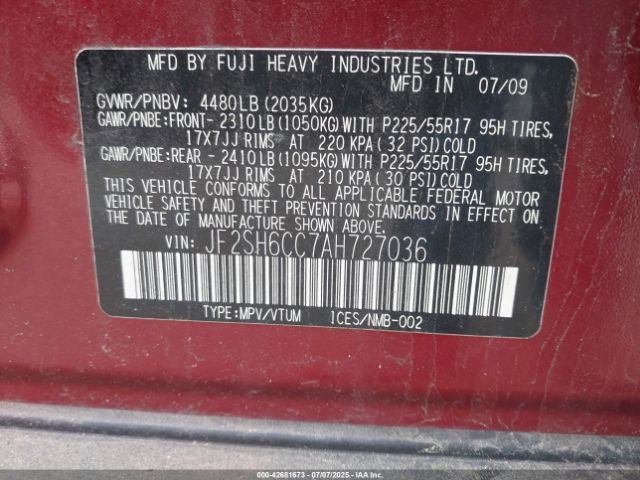 MFD BY FUJI HEAVY INDUSTRIES LTD.
MFD IN 07/09
GVWR/PNBV: 4480LB(2035KG)
GAWR/PNBE:FRONT- 2310LB(1050KG)WITH P225/55R17 95H TIRES,
17X7JJ RIMS AT 220 KPA(32 PSI)COLD
GAWR/PNBE:REAR - 2410LB(1095KG)WITH P225/55R17 95H TIRES,
17X7JJ RIMS AT 210 KPA(30 PSI)COLD
THIS VEHICLE CONFORMS TO ALL APPLICABLE FEDERAL MOTOR
VEHICLE SAFETY AND THEFT PREVENTION STANDARDS IN EFFECT ON
THE DATE OF MANUFACTURE SHOWN ABOVE.
VIN: JF2SH6CC7AH727036
TYPE:MPV/VTUM ICES/NMB-002
000-42681673 (07/07/2025) IAA